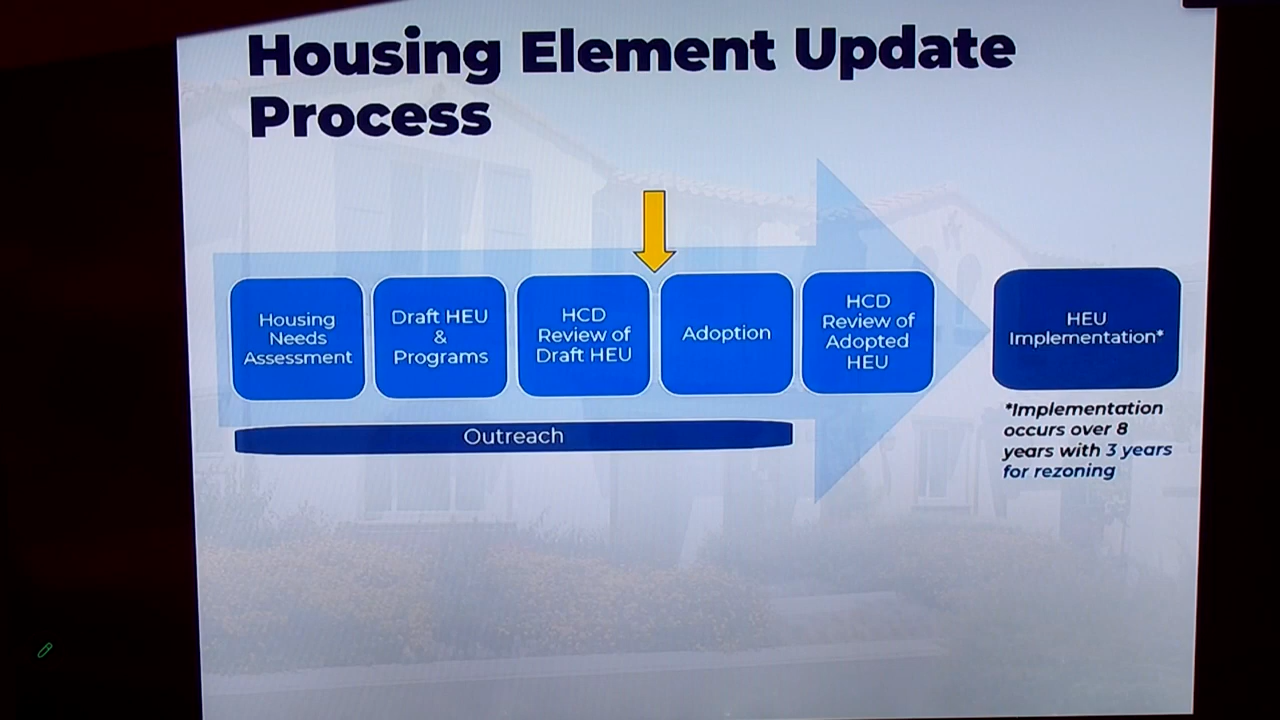 Housing Element Update
Process
Housing
Needs
Assessment
Draft HEU
&
Programs
HCD
Review of
Draft HEU
Adoption
HCD
Review of
Adopted
HEU
HEU
Implementation*
Outreach
*Implementation
occurs over 8
years with 3 years
for rezoning